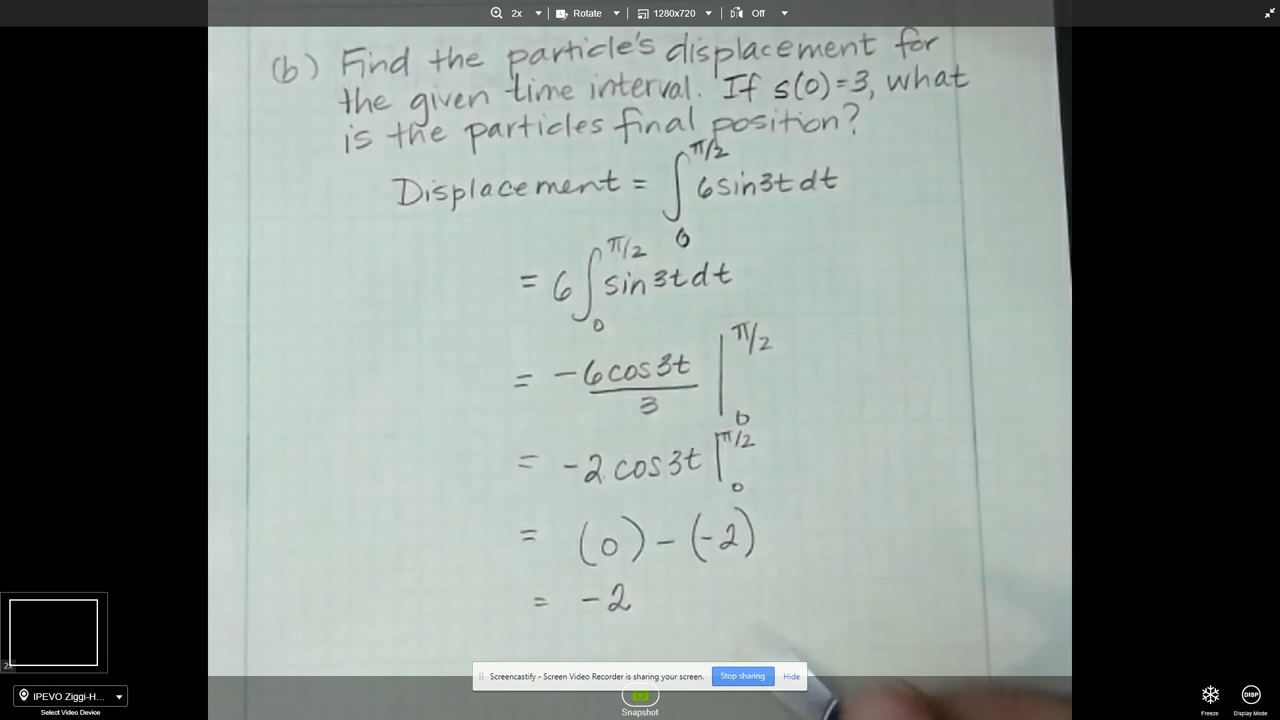 2x Rotate 1280x720 Off
(b) Find the particle's displacement for
the given time interval. If s(0)=3, what
is the particles final position?
Displacement = ∫₀^π/2 6sin3t dt
= 6 ∫₀^π/2 sin3t dt
= -6cos3t/3 |₀^π/2
= -2cos3t |₀^π/2
= (0) - (-2)
= -2
2x
Screencastify - Screen Video Recorder is sharing your screen. Stop sharing Hide
IPEVO Ziggi-H...
Select Video Device
Snapshot
Freeze
DISP
Display Mode